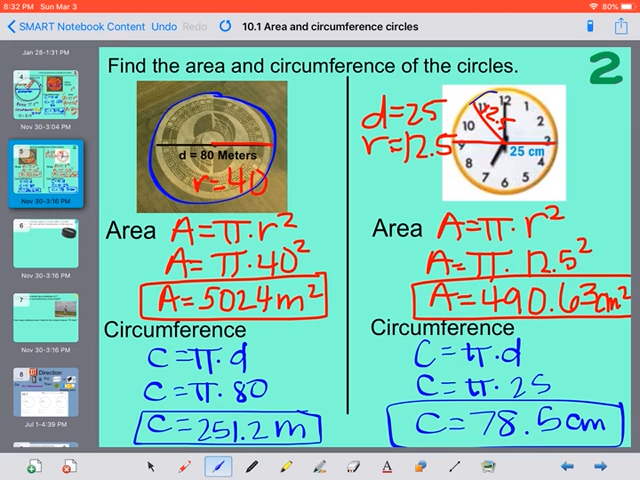 8:32 PM Sun Mar 3
80%
SMART Notebook Content
Undo
Redo
10.1 Area and circumference circles
Jan 28-1:31 PM
4
Nov 30-3:04 PM
5
Nov 30-3:16 PM
6
Nov 30-3:16 PM
7
Nov 30-3:16 PM
8
Direction
Jul 1-4:39 PM
Find the area and circumference of the circles.
2
d = 80 Meters
r=40
Area
A=π·r²
A=π·40²
A=5024m²
Circumference
C=π·d
C=π·80
C=251.2m
d=25
r=12.5
12.5
12
1
2
3
4
5
6
7
8
9
10
11
25 cm
Area
A=π·r²
A=π·12.5²
A=490.63cm²
Circumference
C=π·d
C=π·25
C=78.5cm
A